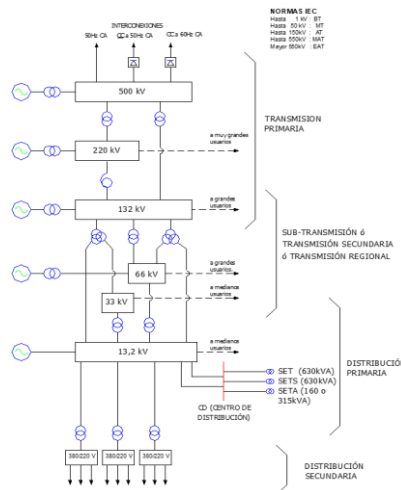 NORMAS IEC
Hasta 1 kV : BT
Hasta 50 kV : MT
Hasta 150kV : AT
Hasta 550kV : MAT
Mayor 550kV : EAT
INTERCONEXIONES
50Hz CA
CC a 50Hz CA
CC a 60Hz CA
500 kV
TRANSMISION
PRIMARIA
a muy grandes
usuarios
220 kV
a grandes
usuarios
132 kV
SUB-TRANSMISIÓN ó
TRANSMISIÓN SECUNDARIA
ó TRANSMISIÓN REGIONAL
a grandes
usuarios
66 kV
a medianos
usuarios
33 kV
a medianos
usuarios
13,2 kV
DISTRIBUCIÓN
PRIMARIA
SET (630kVA)
SETS (630kVA)
SETA (160 o
315kVA)
CD (CENTRO DE
DISTRIBUCIÓN)
380/220 V
380/220 V
380/220 V
DISTRIBUCIÓN
SECUNDARIA